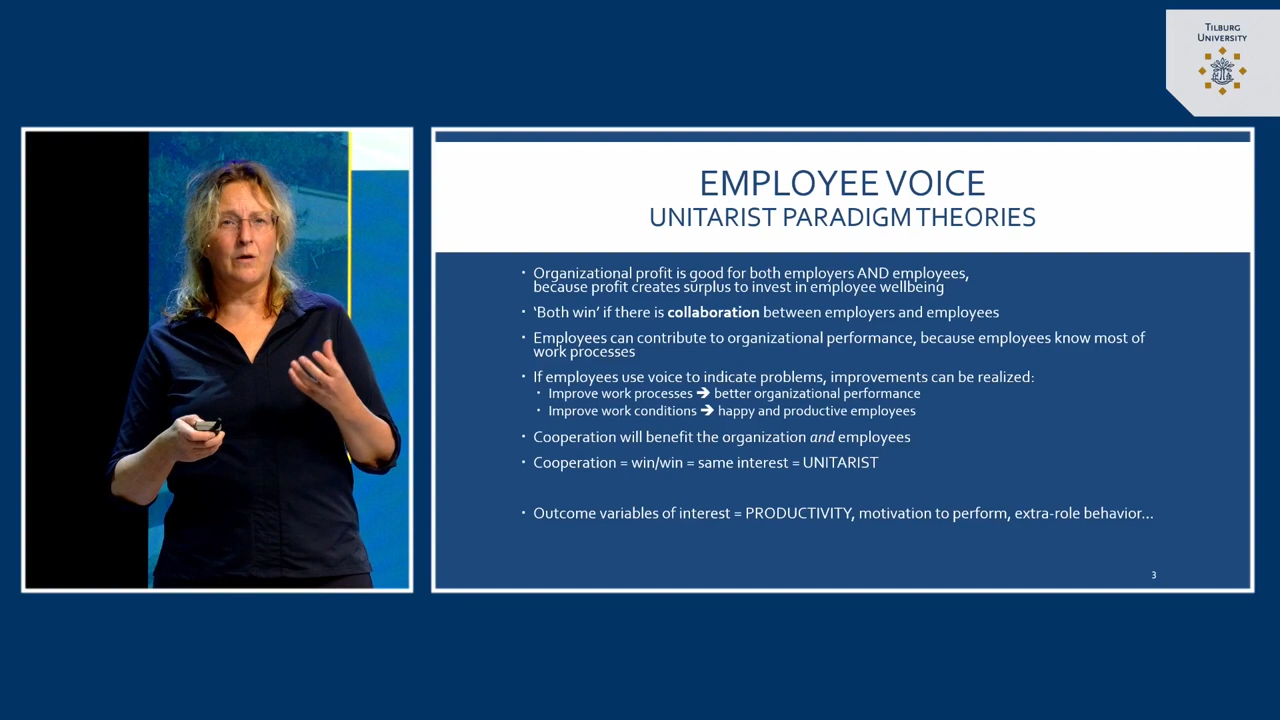 TILBURG
UNIVERSITY
EMPLOYEE VOICE
UNITARIST PARADIGM THEORIES
• Organizational profit is good for both employers AND employees,
because profit creates surplus to invest in employee wellbeing
• ‘Both win’ if there is collaboration between employers and employees
• Employees can contribute to organizational performance, because employees know most of
work processes
• If employees use voice to indicate problems, improvements can be realized:
• Improve work processes ➔ better organizational performance
• Improve work conditions ➔ happy and productive employees
• Cooperation will benefit the organization and employees
• Cooperation = win/win = same interest = UNITARIST
• Outcome variables of interest = PRODUCTIVITY, motivation to perform, extra-role behavior...
3